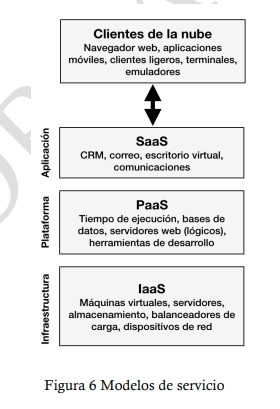 Clientes de la nube
Navegador web, aplicaciones
móviles, clientes ligeros, terminales,
emuladores
Aplicación
SaaS
CRM, correo, escritorio virtual,
comunicaciones
Plataforma
PaaS
Tiempo de ejecución, bases de
datos, servidores web (lógicos),
herramientas de desarrollo
Infraestructura
IaaS
Máquinas virtuales, servidores,
almacenamiento, balanceadores de
carga, dispositivos de red
Figura 6 Modelos de servicio